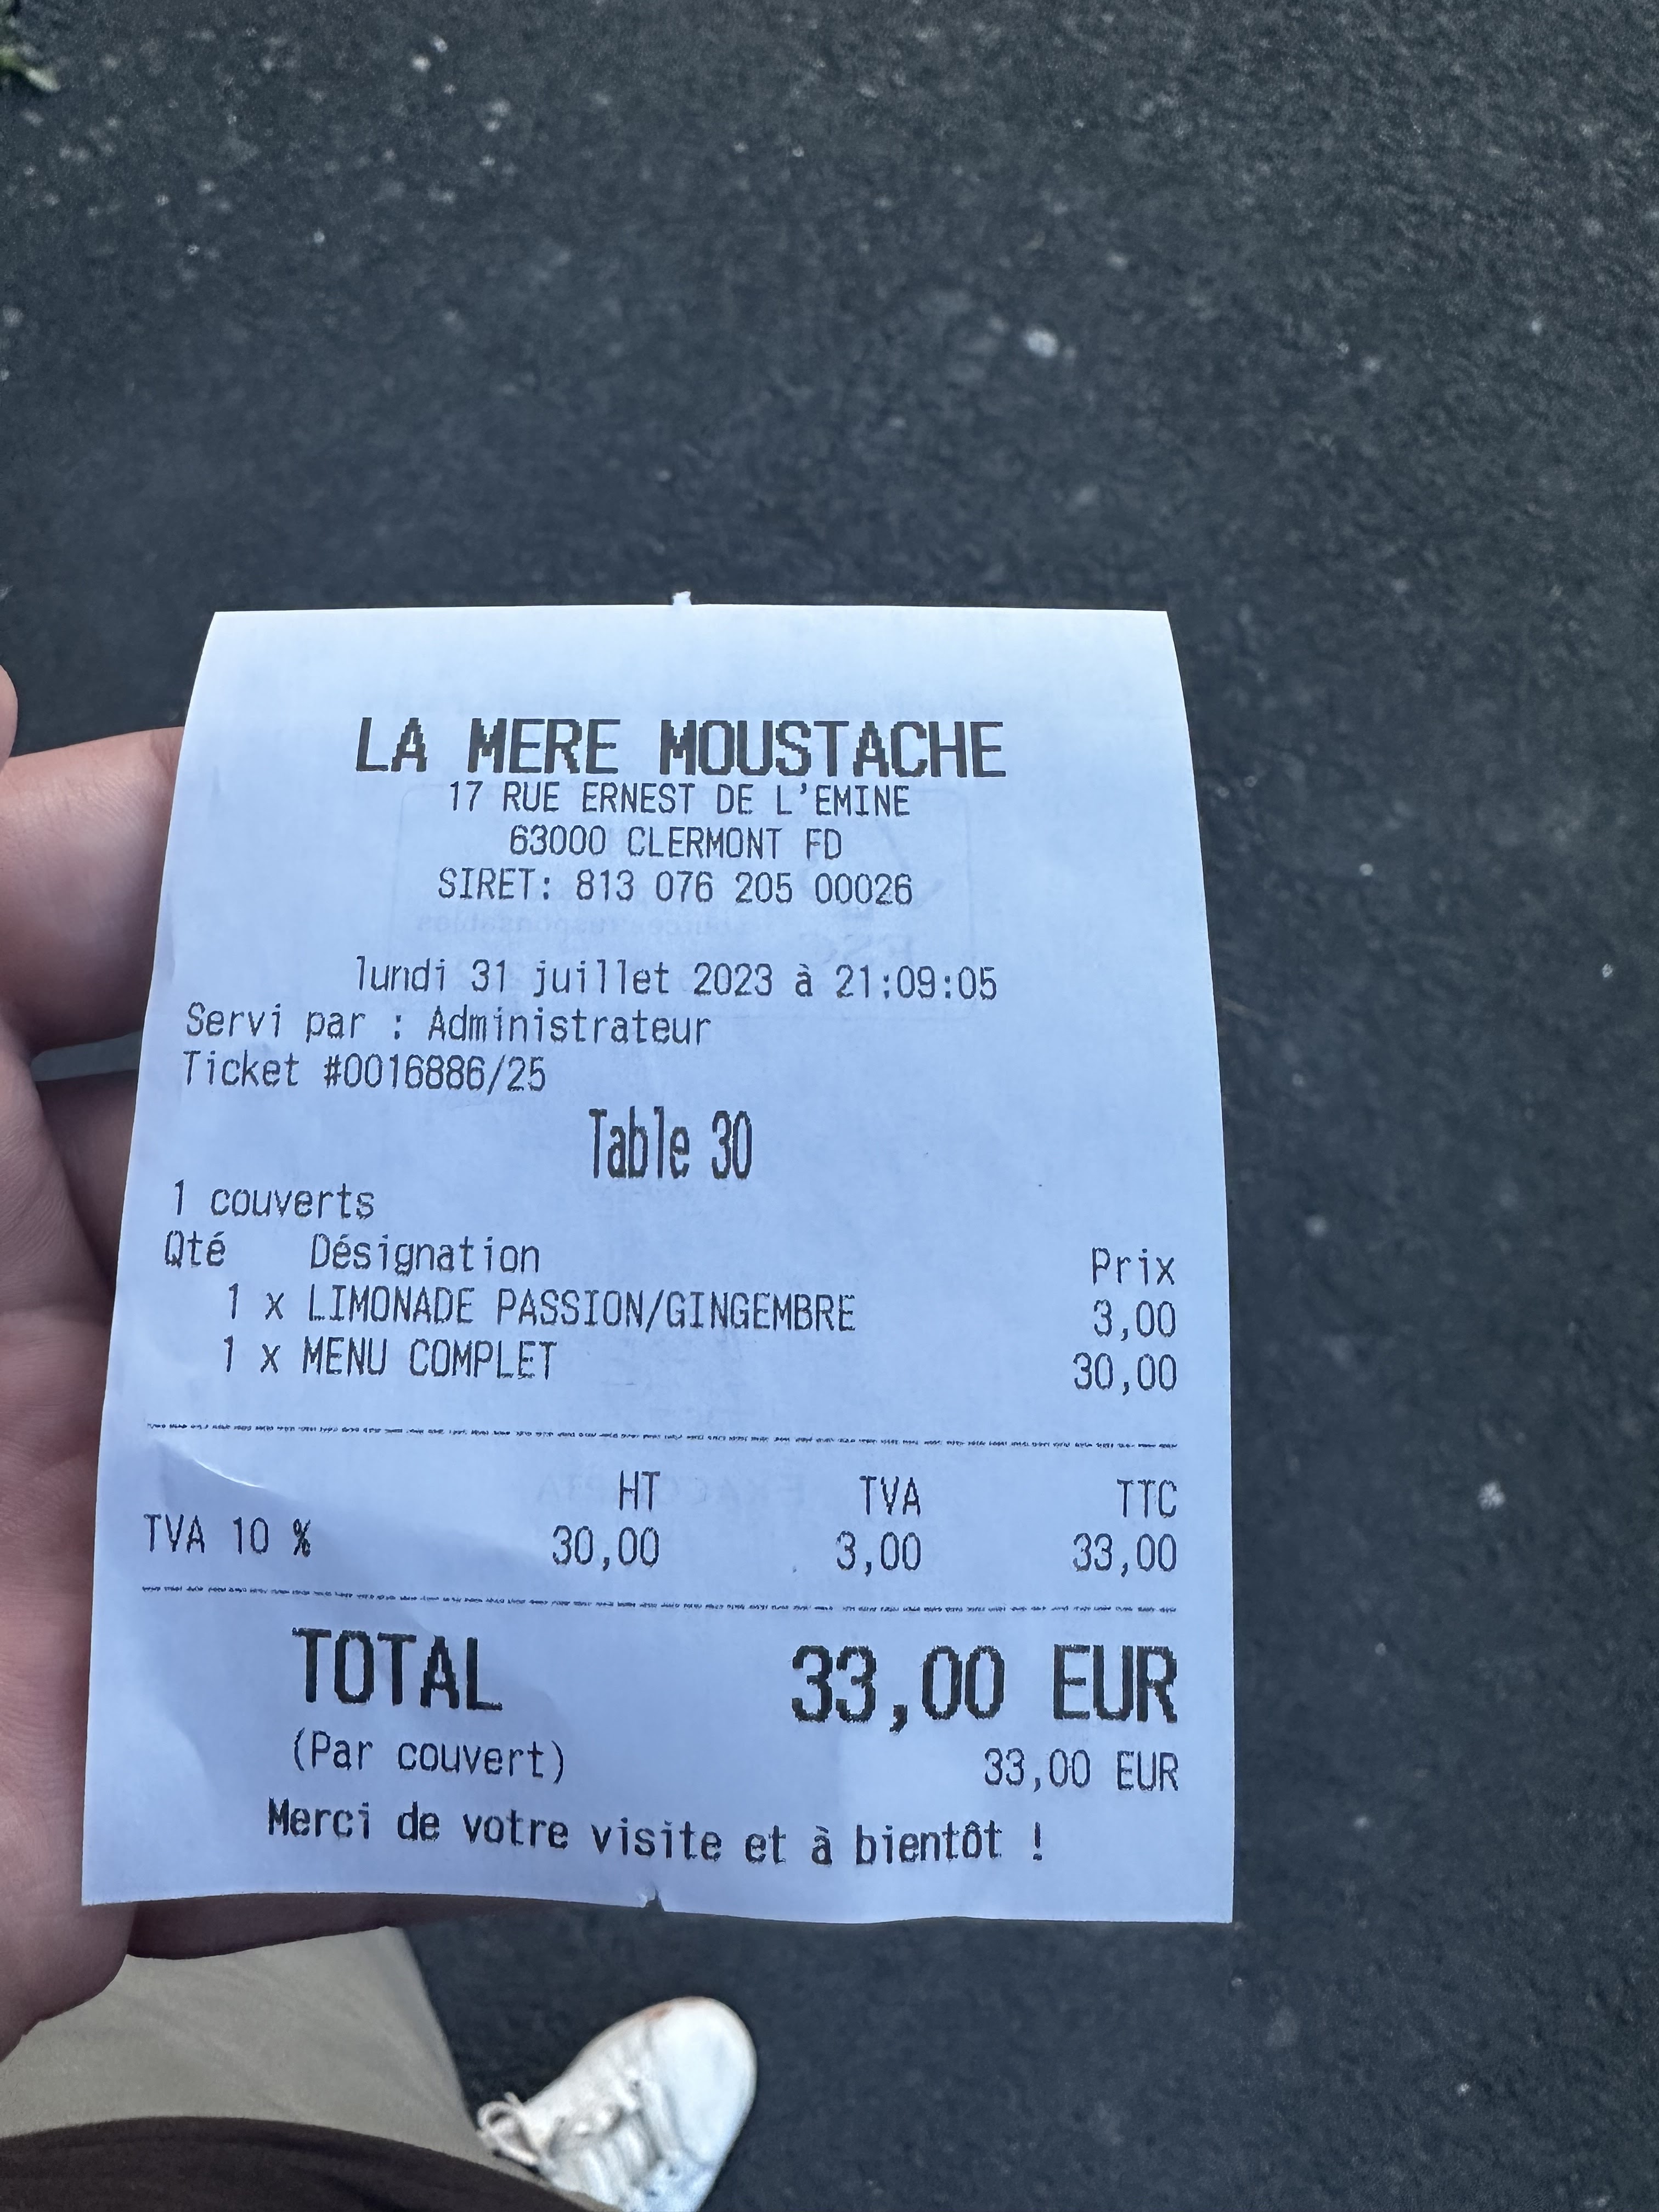 LA MERE MOUSTACHE
17 RUE ERNEST DE L'EMINE
63000 CLERMONT FD
SIRET: 813 076 205 00026
lundi 31 juillet 2023 à 21:09:05
Servi par : Administrateur
Ticket #0016886/25
Table 30
1 couverts
Qté Désignation Prix
1 x LIMONADE PASSION/GINGEMBRE 3,00
1 x MENU COMPLET 30,00
HT TVA TTC
TVA 10 % 30,00 3,00 33,00
TOTAL 33,00 EUR
(Par couvert) 33,00 EUR
Merci de votre visite et à bientôt !